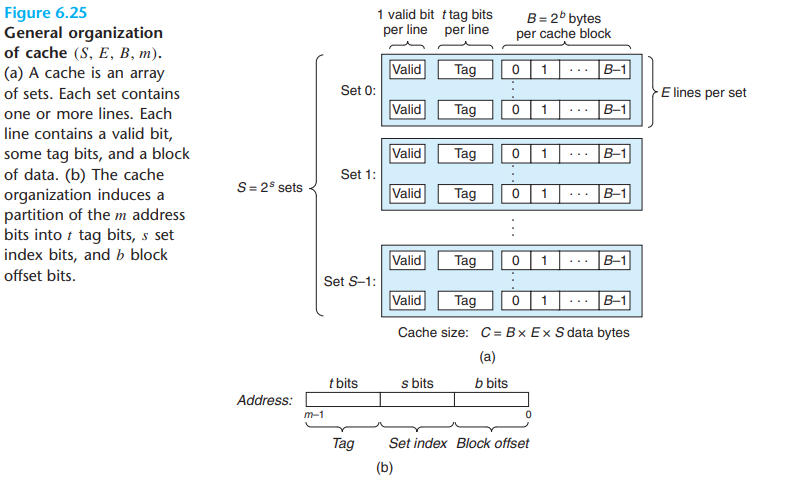 Figure 6.25
General organization
of cache (S, E, B, m).
(a) A cache is an array
of sets. Each set contains
one or more lines. Each
line contains a valid bit,
some tag bits, and a block
of data. (b) The cache
organization induces a
partition of the m address
bits into t tag bits, s set
index bits, and b block
offset bits.
1 valid bit per line
t tag bits per line
B = 2ᵇ bytes per cache block
Set 0:
Valid Tag 0 1 ··· B–1
⋮
Valid Tag 0 1 ··· B–1
E lines per set
S = 2ˢ sets
Set 1:
Valid Tag 0 1 ··· B–1
⋮
Valid Tag 0 1 ··· B–1
⋮
Set S–1:
Valid Tag 0 1 ··· B–1
⋮
Valid Tag 0 1 ··· B–1
Cache size: C = B × E × S data bytes
(a)
t bits s bits b bits
Address:
m–1 0
Tag Set index Block offset
(b)